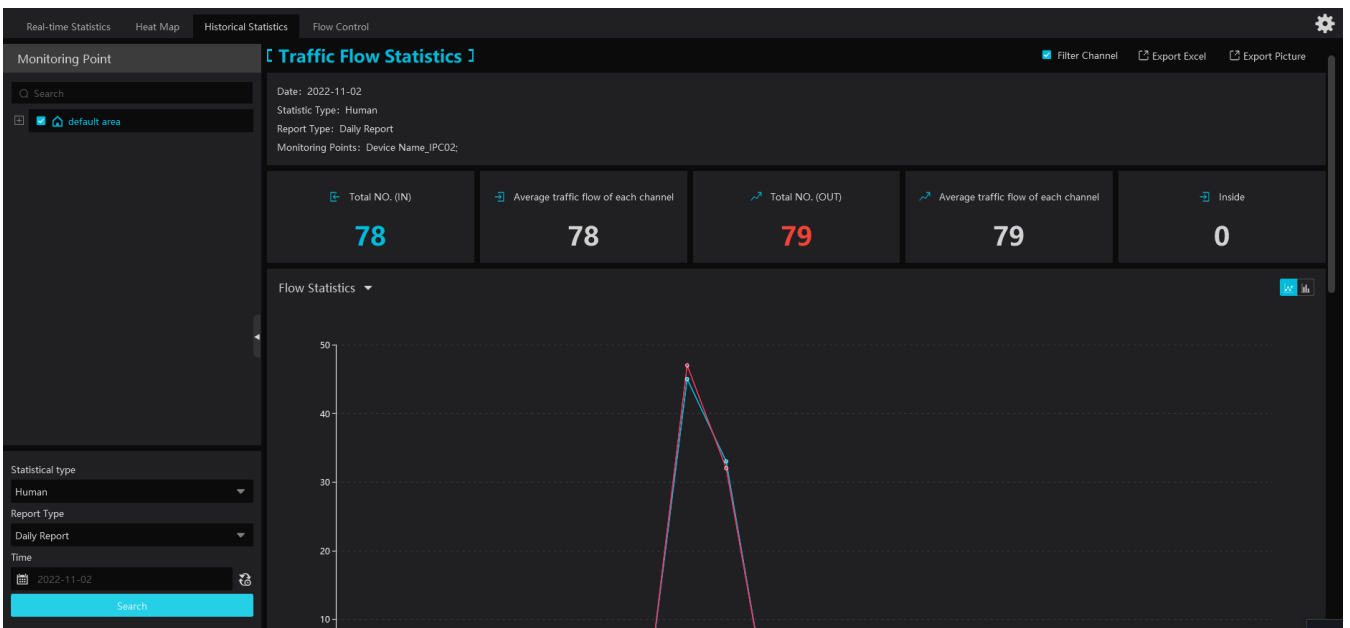 Real-time Statistics Heat Map Historical Statistics Flow Control
Monitoring Point
Search
default area
Statistical type
Human
Report Type
Daily Report
Time
2022-11-02
Search
[ Traffic Flow Statistics ]
Filter Channel Export Excel Export Picture
Date: 2022-11-02
Statistic Type: Human
Report Type: Daily Report
Monitoring Points: Device Name_IPC02;
Total NO. (IN)
78
Average traffic flow of each channel
78
Total NO. (OUT)
79
Average traffic flow of each channel
79
Inside
0
Flow Statistics
50
40
30
20
10